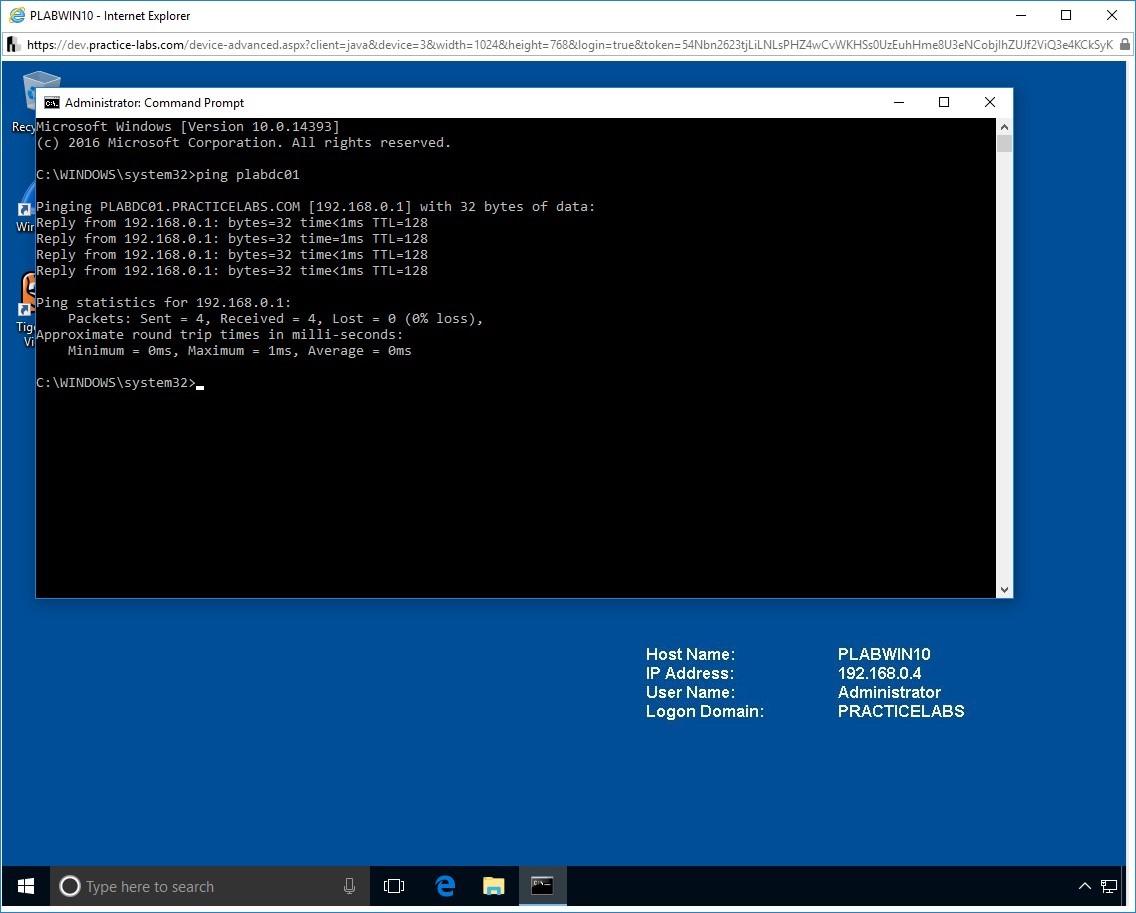 PLABWIN10 - Internet Explorer
https://dev.practice-labs.com/device-advanced.aspx?client=java&device=3&width=1024&height=768&login=true&token=54Nbn2623tjLiLNLsPHZ4wCvWKHSs0UzEuhHme8U3eNCobjIhZUJf2ViQ3e4KCkSyK
Administrator: Command Prompt
Recy
Microsoft Windows [Version 10.0.14393]
(c) 2016 Microsoft Corporation. All rights reserved.
C:\WINDOWS\system32>ping plabdc01
Pinging PLABDC01.PRACTICELABS.COM [192.168.0.1] with 32 bytes of data:
Win
Reply from 192.168.0.1: bytes=32 time<1ms TTL=128
Reply from 192.168.0.1: bytes=32 time=1ms TTL=128
Reply from 192.168.0.1: bytes=32 time<1ms TTL=128
Reply from 192.168.0.1: bytes=32 time<1ms TTL=128
Ping statistics for 192.168.0.1:
Packets: Sent = 4, Received = 4, Lost = 0 (0% loss),
Tig
Approximate round trip times in milli-seconds:
Vi
Minimum = 0ms, Maximum = 1ms, Average = 0ms
C:\WINDOWS\system32>
Host Name: PLABWIN10
IP Address: 192.168.0.4
User Name: Administrator
Logon Domain: PRACTICELABS
Type here to search